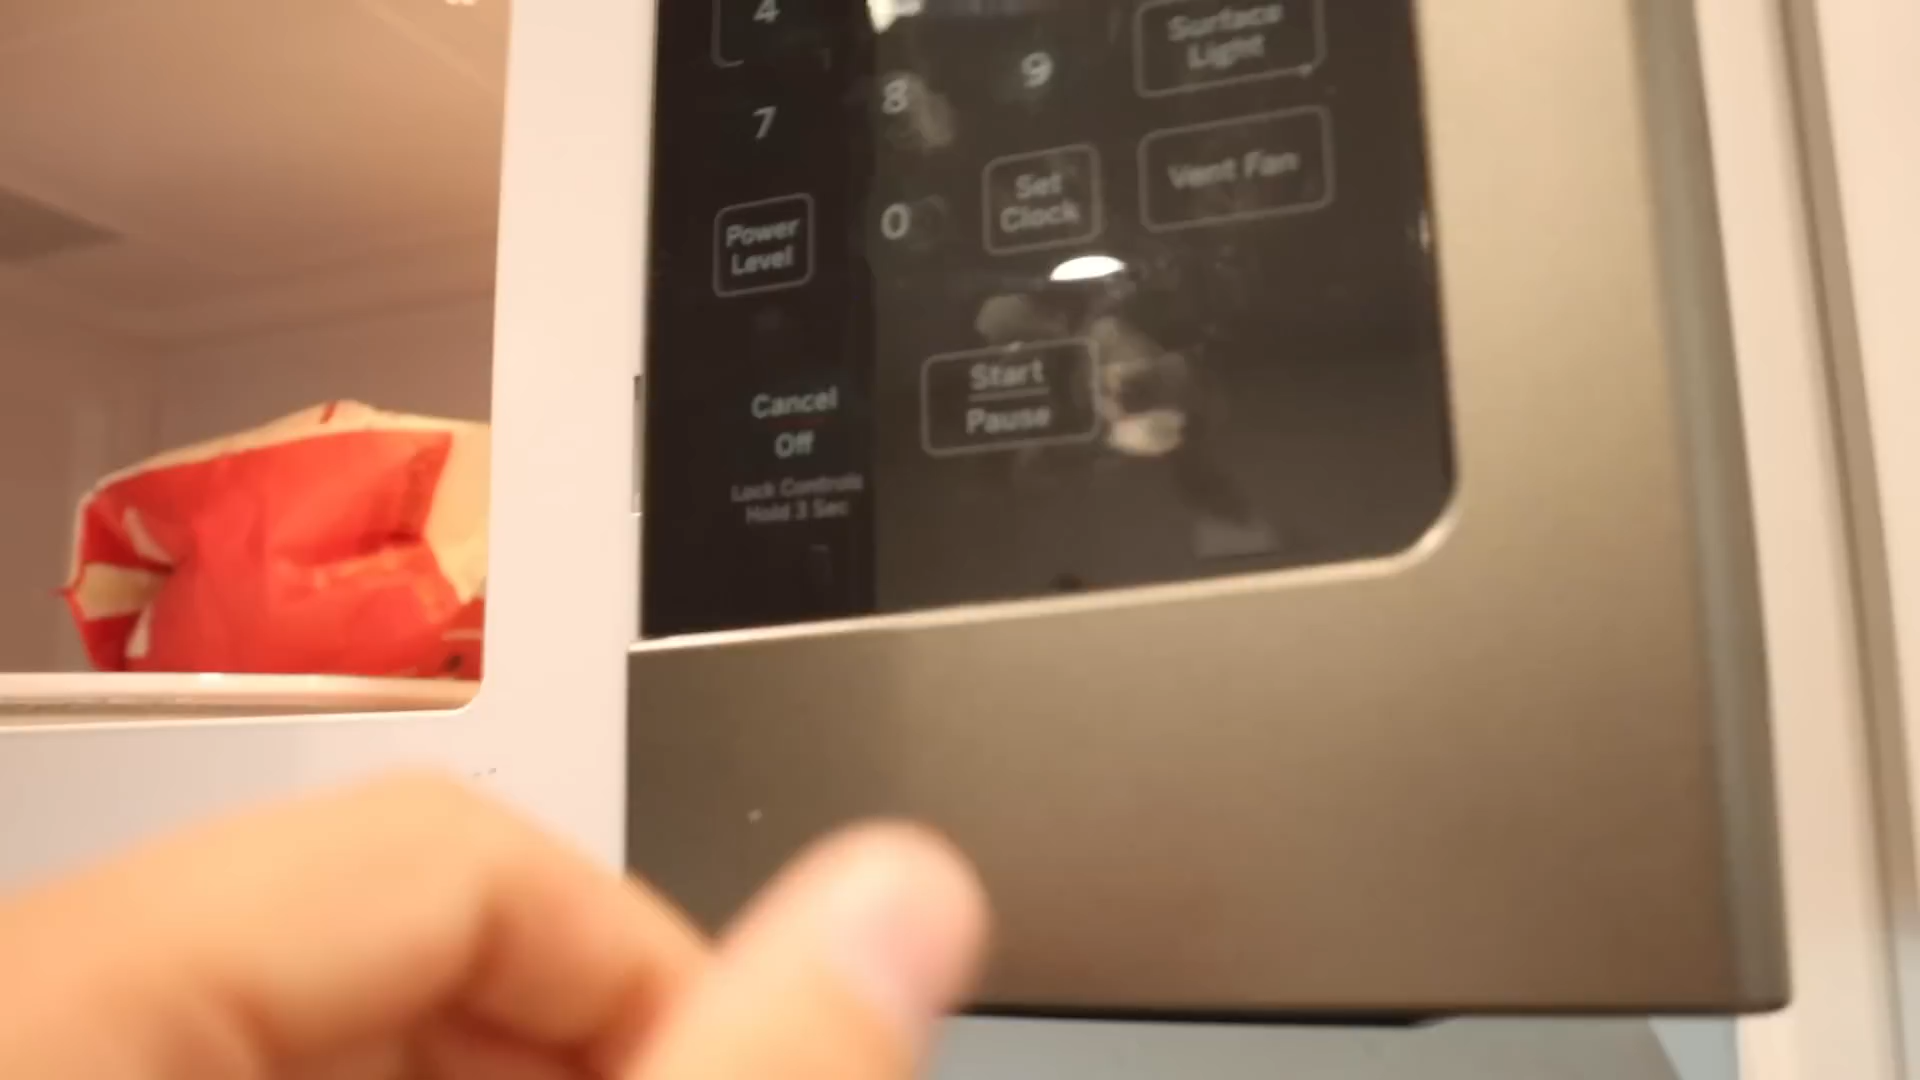 4
Surface
Light
7
8
9
Power
Level
0
Set
Clock
Vent Fan
Cancel
Off
Start
Pause
Lock Controls
Hold 3 Sec